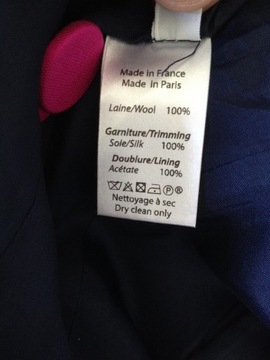 Made in France
Made in Paris
Laine/Wool 100%
Garniture/Trimming
Soie/Silk 100%
Doublure/Lining
Acétate 100%
P
Nettoyage à sec
Dry clean only